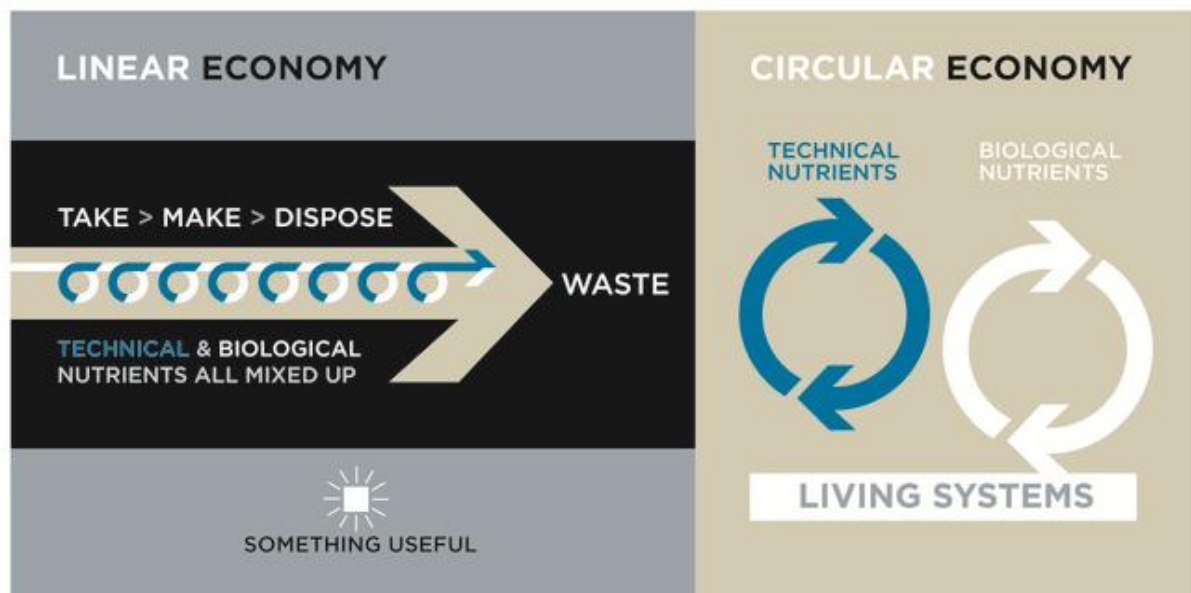 LINEAR ECONOMY
TAKE > MAKE > DISPOSE
WASTE
TECHNICAL & BIOLOGICAL
NUTRIENTS ALL MIXED UP
SOMETHING USEFUL
CIRCULAR ECONOMY
TECHNICAL
NUTRIENTS
BIOLOGICAL
NUTRIENTS
LIVING SYSTEMS